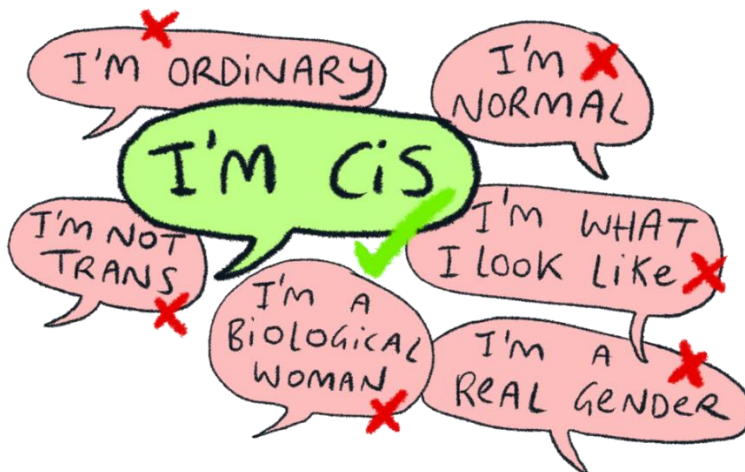 I'M ORDiNARY
I'M
NORMAL
I'M CiS
I'M NOT
TRANS
I'M WHAT
I LOOK LiKe
I'M A
BiOLOGiCAL
WOMAN
I'M A
ReAL GeNDeR